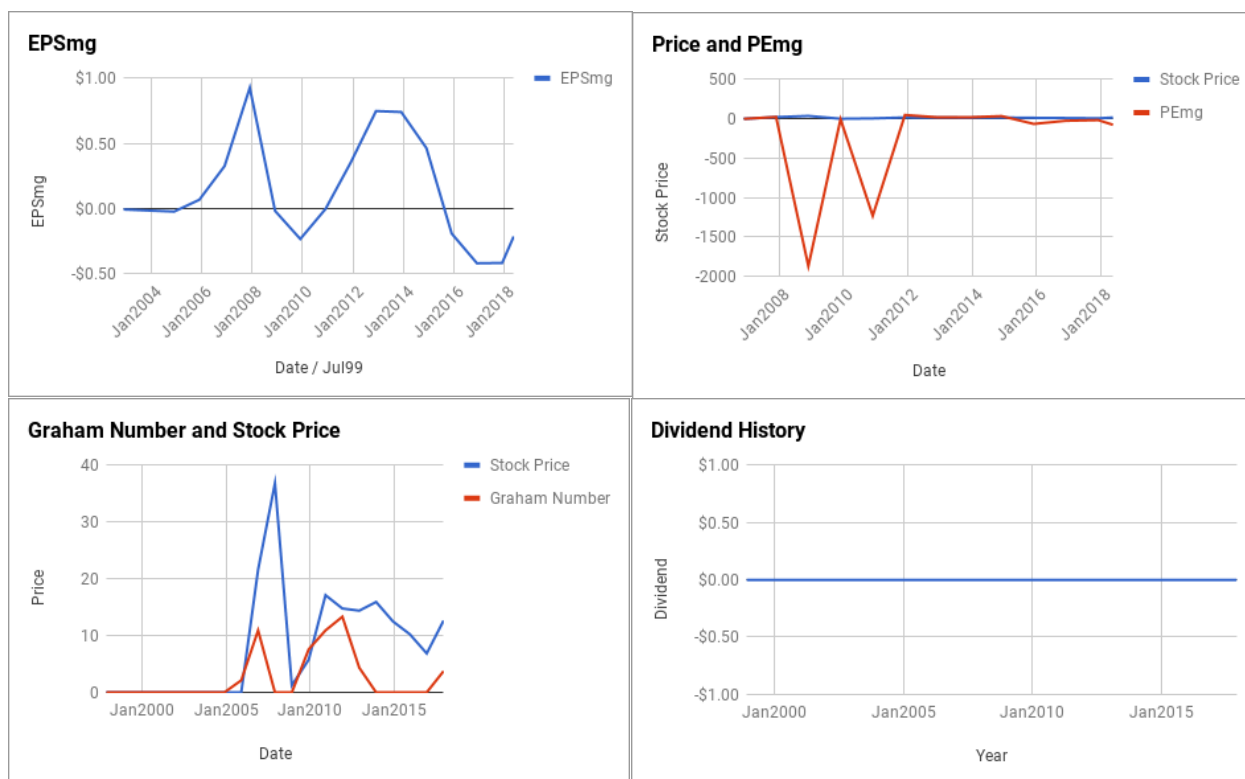 EPSmg
EPSmg
$1.00
$0.50
$0.00
-$0.50
EPSmg
Jan2004
Jan2006
Jan2008
Jan2010
Jan2012
Jan2014
Jan2016
Jan2018
Date / Jul99
Price and PEmg
Stock Price
PEmg
500
0
-500
-1000
-1500
-2000
Stock Price
Jan2008
Jan2010
Jan2012
Jan2014
Jan2016
Jan2018
Date
Graham Number and Stock Price
Stock Price
Graham Number
40
30
20
10
0
Price
Jan2000
Jan2005
Jan2010
Jan2015
Date
Dividend History
$1.00
$0.50
$0.00
-$0.50
-$1.00
Dividend
Jan2000
Jan2005
Jan2010
Jan2015
Year